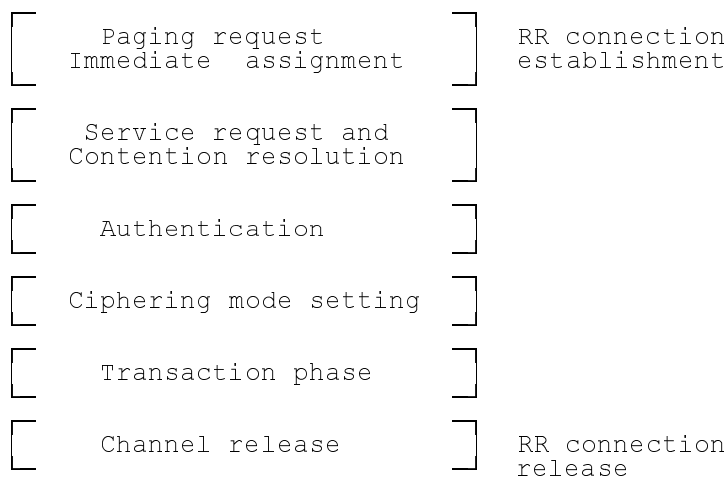 Paging request
Immediate assignment
RR connection
establishment
Service request and
Contention resolution
Authentication
Ciphering mode setting
Transaction phase
Channel release
RR connection
release